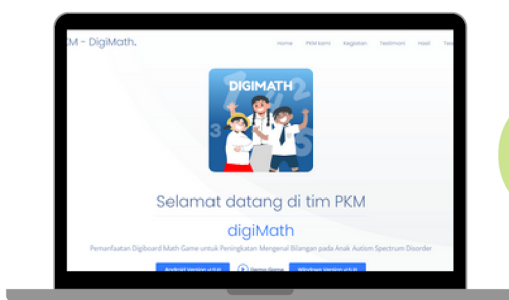 KM - DigiMath.
Home PKM kami Kegiatan Testimoni Hasil
DIGIMATH
Selamat datang di tim PKM
digiMath
Pemanfaatan Digiboard Math Game untuk Peningkatan Mengenal Bilangan pada Anak Autism Spectrum Disorder
Android Version Demo Game Windows Version